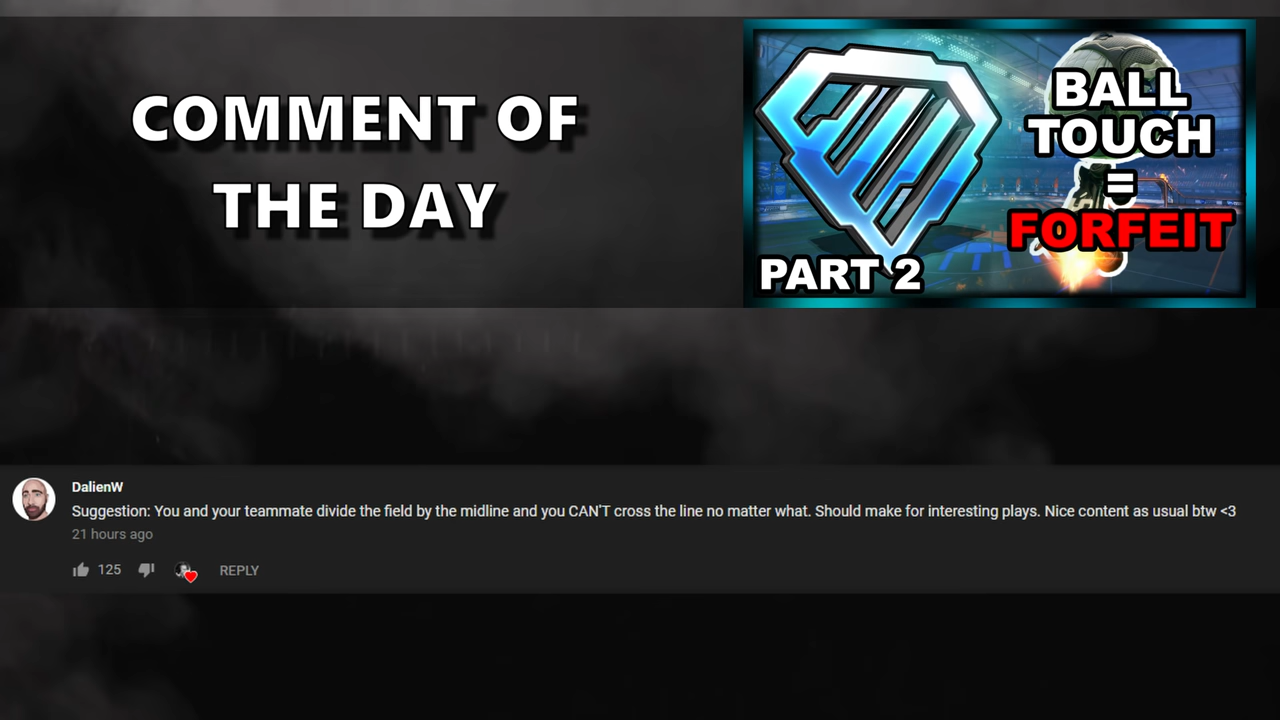 COMMENT OF
THE DAY
BALL
TOUCH
=
FORFEIT
PART 2
DalienW
Suggestion: You and your teammate divide the field by the midline and you CAN'T cross the line no matter what. Should make for interesting plays. Nice content as usual btw <3
21 hours ago
125
REPLY